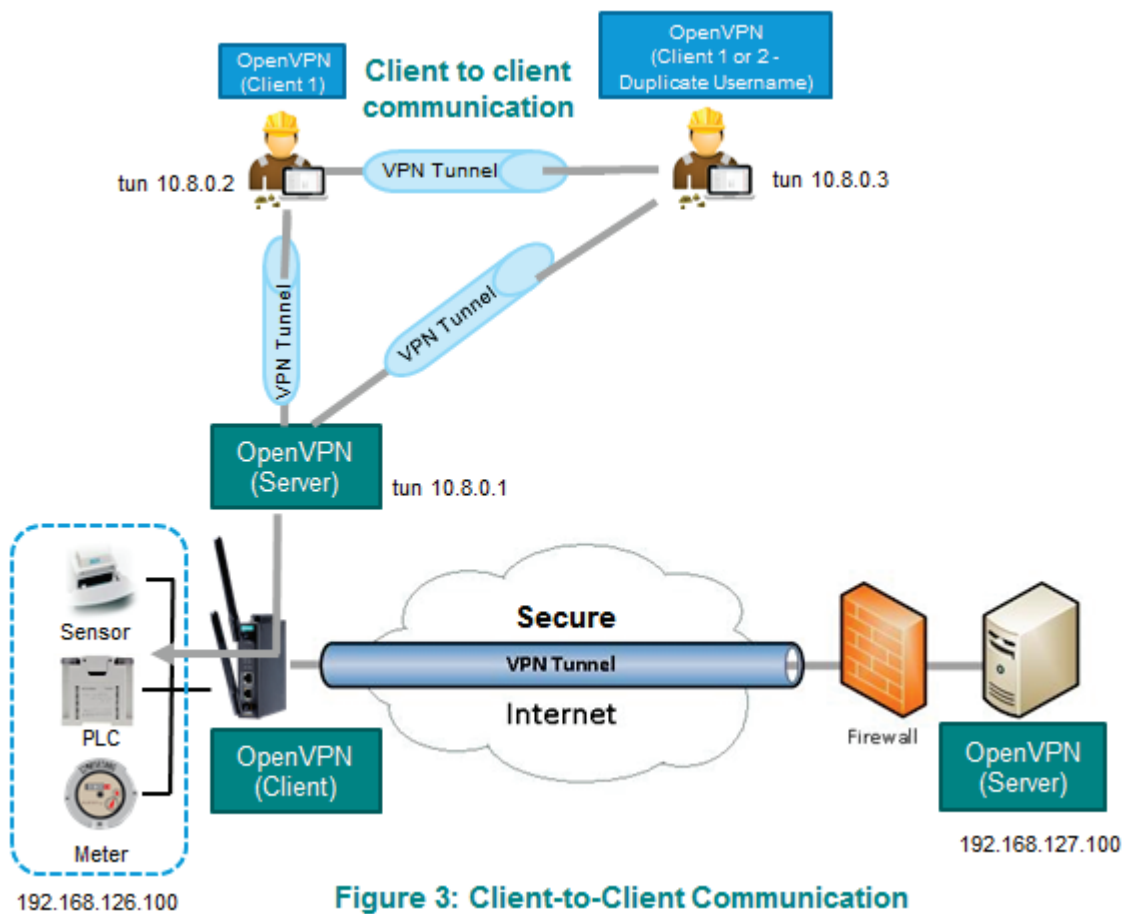 OpenVPN
(Client 1)
Client to client
communication
OpenVPN
(Client 1 or 2 -
Duplicate Username)
tun 10.8.0.2
VPN Tunnel
tun 10.8.0.3
VPN Tunnel
VPN Tunnel
OpenVPN
(Server)
tun 10.8.0.1
Sensor
PLC
Meter
192.168.126.100
OpenVPN
(Client)
Secure
VPN Tunnel
Internet
Firewall
OpenVPN
(Server)
192.168.127.100
Figure 3: Client-to-Client Communication